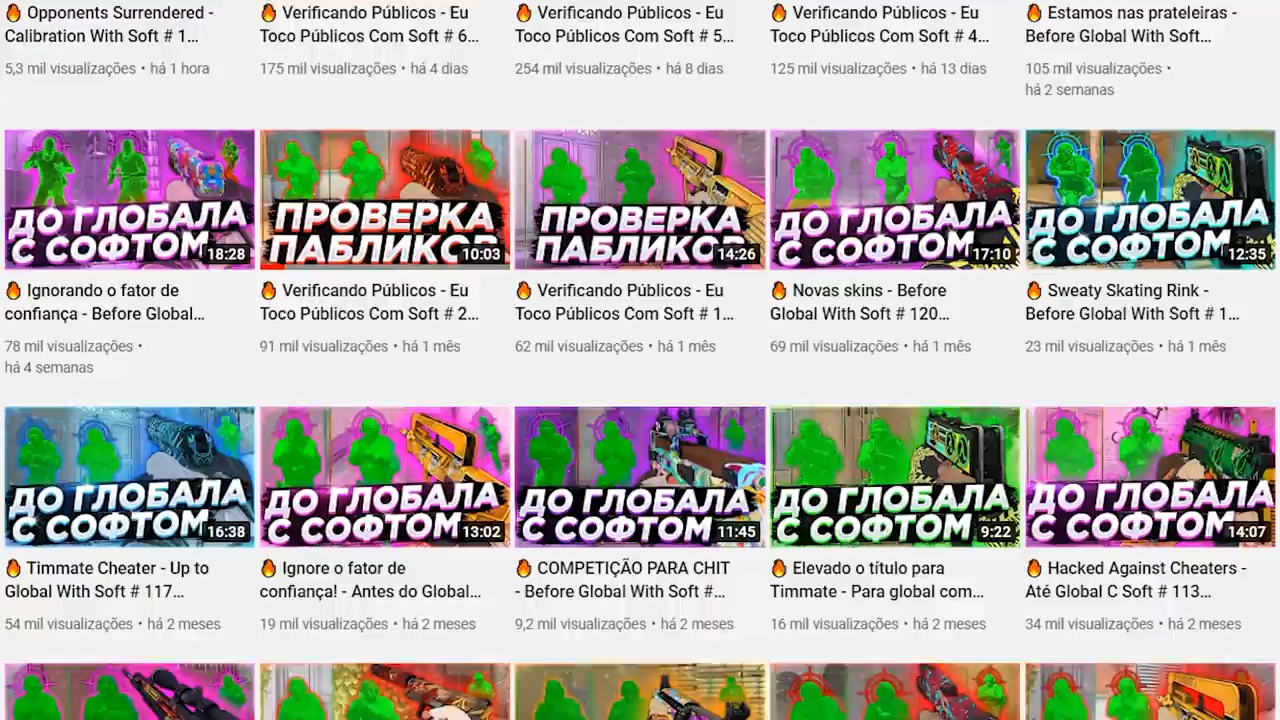 🔥 Opponents Surrendered -
Calibration With Soft # 1...
5,3 mil visualizações • há 1 hora
🔥 Verificando Públicos - Eu
Toco Públicos Com Soft # 6...
175 mil visualizações • há 4 dias
🔥 Verificando Públicos - Eu
Toco Públicos Com Soft # 5...
254 mil visualizações • há 8 dias
🔥 Verificando Públicos - Eu
Toco Públicos Com Soft # 4...
125 mil visualizações • há 13 dias
🔥 Estamos nas prateleiras -
Before Global With Soft...
105 mil visualizações •
há 2 semanas
ДО ГЛОБАЛА
С СОФТОМ
18:28
🔥 Ignorando o fator de
confiança - Before Global...
78 mil visualizações •
há 4 semanas
ПРОВЕРКА
ПАБЛИКОВ
10:03
🔥 Verificando Públicos - Eu
Toco Públicos Com Soft # 2...
91 mil visualizações • há 1 mês
ПРОВЕРКА
ПАБЛИКОВ
14:26
🔥 Verificando Públicos - Eu
Toco Públicos Com Soft # 1...
62 mil visualizações • há 1 mês
ДО ГЛОБАЛА
С СОФТОМ
17:10
🔥 Novas skins - Before
Global With Soft # 120...
69 mil visualizações • há 1 mês
ДО ГЛОБАЛА
С СОФТОМ
12:35
🔥 Sweaty Skating Rink -
Before Global With Soft # 1...
23 mil visualizações • há 1 mês
ДО ГЛОБАЛА
С СОФТОМ
16:38
🔥 Timmate Cheater - Up to
Global With Soft # 117...
54 mil visualizações • há 2 meses
ДО ГЛОБАЛА
С СОФТОМ
13:02
🔥 Ignore o fator de
confiança! - Antes do Global...
19 mil visualizações • há 2 meses
ДО ГЛОБАЛА
С СОФТОМ
11:45
🔥 COMPETIÇÃO PARA CHIT
- Before Global With Soft #...
9,2 mil visualizações • há 2 meses
ДО ГЛОБАЛА
С СОФТОМ
9:22
🔥 Elevado o título para
Timmate - Para global com...
16 mil visualizações • há 2 meses
ДО ГЛОБАЛА
С СОФТОМ
14:07
🔥 Hacked Against Cheaters -
Até Global C Soft # 113...
34 mil visualizações • há 2 meses